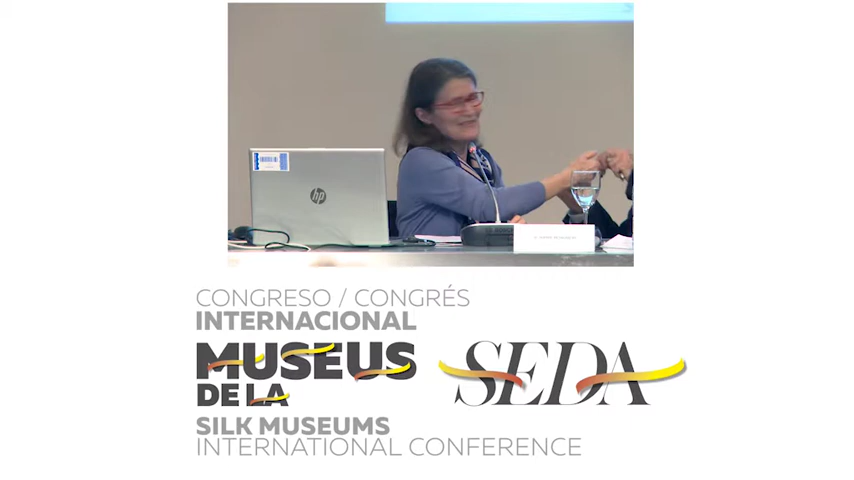 hp
CONGRESO / CONGRÉS
INTERNACIONAL
MUSEUS
DE LA
SEDA
SILK MUSEUMS
INTERNATIONAL CONFERENCE